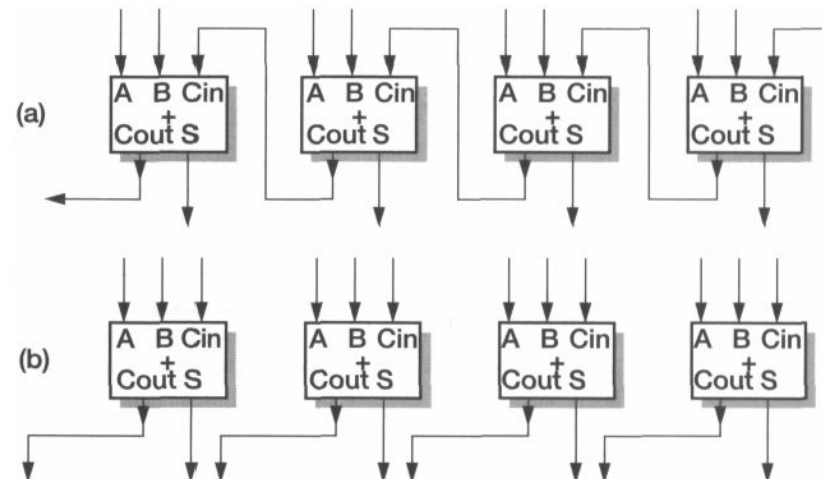 A B Cin A B Cin A B Cin A B Cin
(a)
+ + + +
Cout S Cout S Cout S Cout S
A B Cin A B Cin A B Cin A B Cin
(b)
+ + + +
Cout S Cout S Cout S Cout S